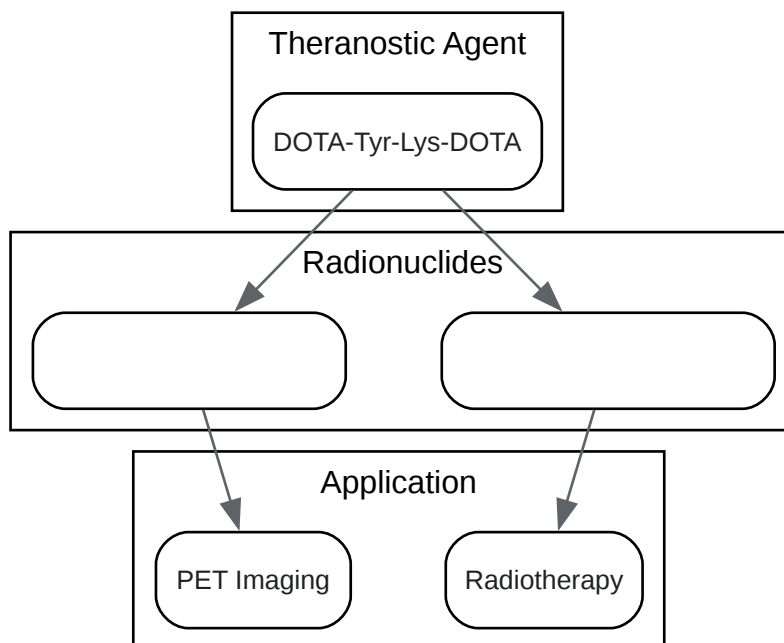 Theranostic Agent
DOTA-Tyr-Lys-DOTA
Radionuclides
Application
PET Imaging
Radiotherapy